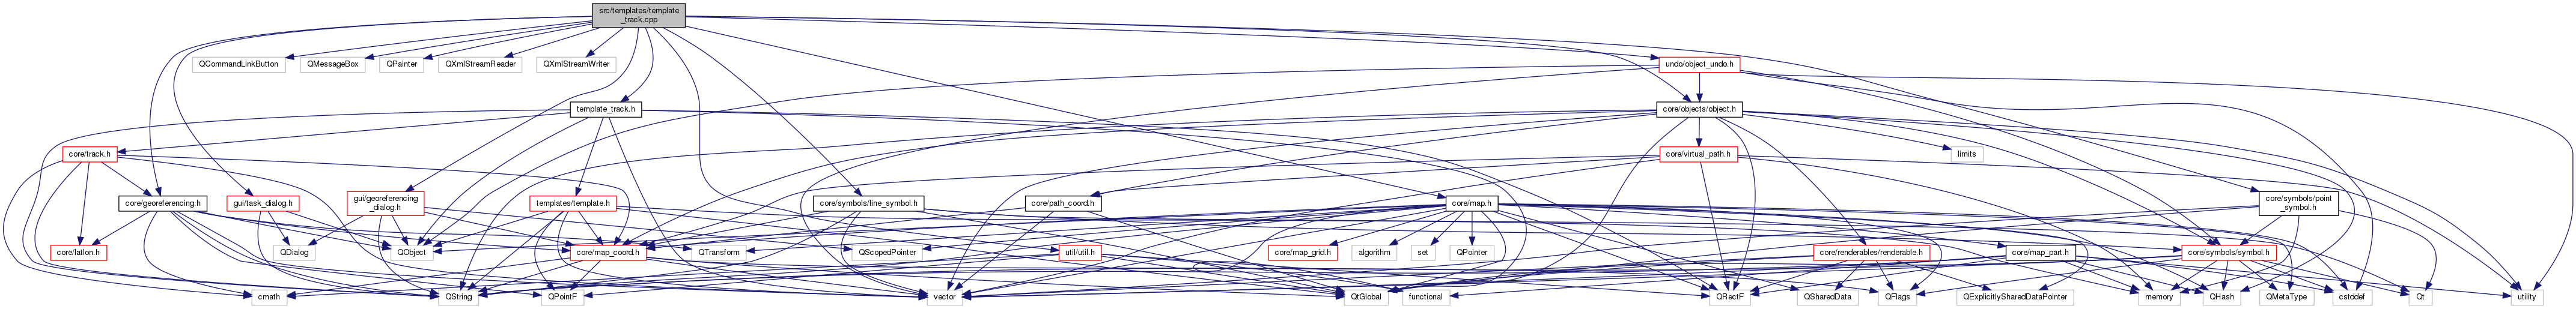 src/templates/template
_track.cpp
QCommandLinkButton
QMessageBox
QPainter
QXmlStreamReader
QXmlStreamWriter
undo/object_undo.h
template_track.h
core/objects/object.h
core/track.h
core/virtual_path.h
limits
core/georeferencing.h
gui/task_dialog.h
gui/georeferencing
_dialog.h
templates/template.h
core/symbols/line_symbol.h
core/path_coord.h
core/map.h
core/symbols/point
_symbol.h
core/latlon.h
QDialog
QObject
core/map_coord.h
QTransform
QScopedPointer
util/util.h
core/map_grid.h
algorithm
set
QPointer
core/renderables/renderable.h
core/map_part.h
core/symbols/symbol.h
cmath
QString
QPointF
vector
QtGlobal
functional
QRectF
QSharedData
QFlags
QExplicitlySharedDataPointer
memory
QHash
QMetaType
cstddef
Qt
utility